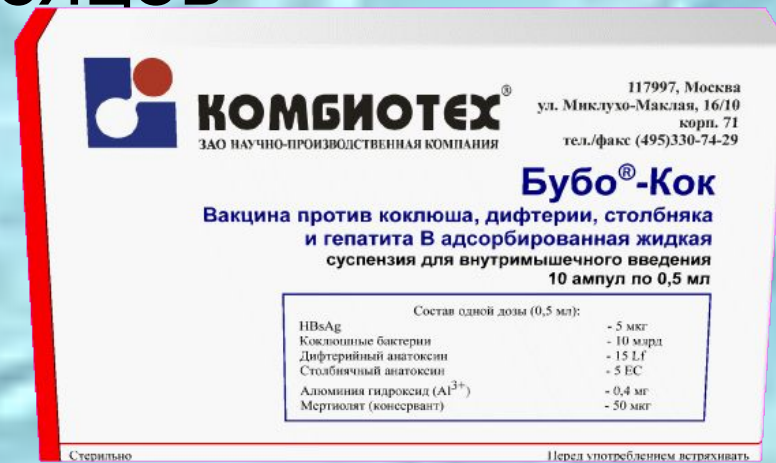 КОМБИОТЕХ®
ЗАО НАУЧНО-ПРОИЗВОДСТВЕННАЯ КОМПАНИЯ
117997, Москва
ул. Миклухо-Маклая, 16/10
корп. 71
тел./факс (495)330-74-29
Бубо®-Кок
Вакцина против коклюша, дифтерии, столбняка
и гепатита В адсорбированная жидкая
суспензия для внутримышечного введения
10 ампул по 0,5 мл
Состав одной дозы (0,5 мл):
HBsAg - 5 мкг
Коклюшные бактерии - 10 млрд
Дифтерийный анатоксин - 15 Lf
Столбнячный анатоксин - 5 ЕС
Алюминия гидроксид (Al3+) - 0,4 мг
Мертиолят (консервант) - 50 мкг
Стерильно Перед употреблением встряхивать